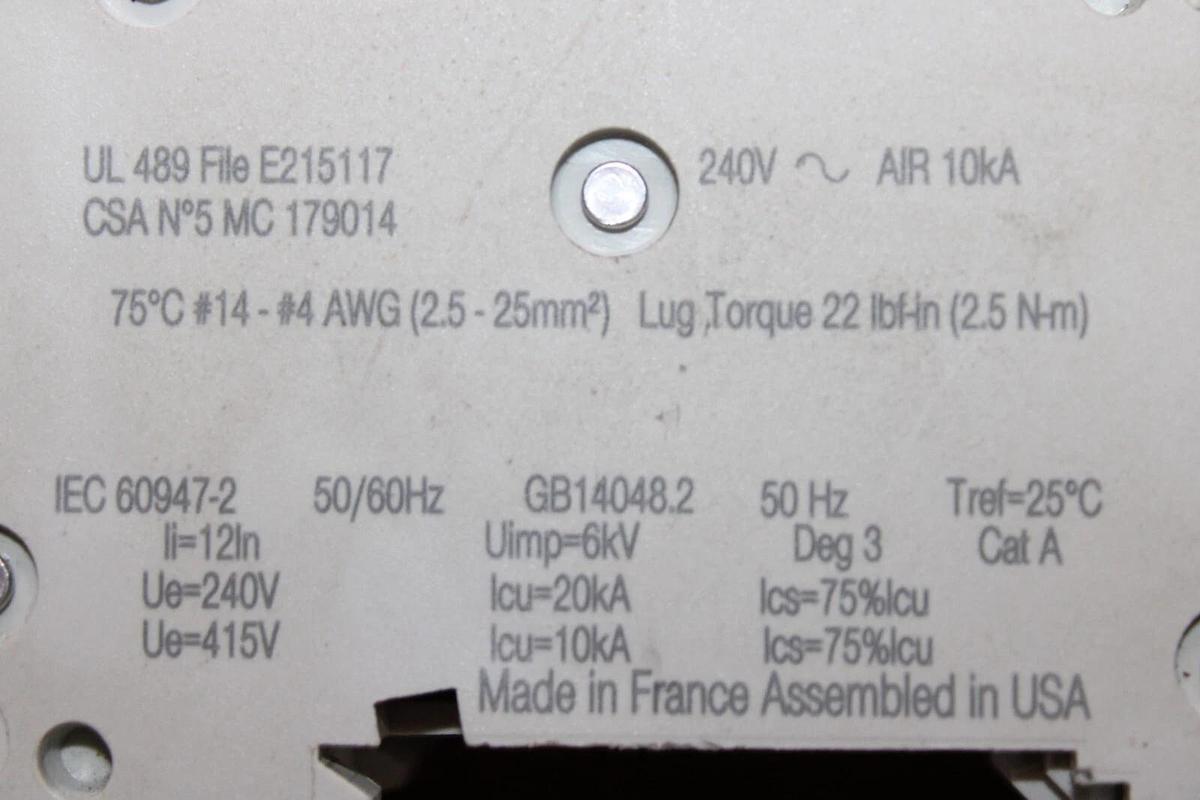 UL 489 File E215117
240V ~ AIR 10kA
CSA N°5 MC 179014
75°C #14 - #4 AWG (2.5 - 25mm²) Lug ,Torque 22 lbf-in (2.5 N-m)
IEC 60947-2 50/60Hz GB14048.2 50 Hz Tref=25°C
Ii=12In Uimp=6kV Deg 3 Cat A
Ue=240V Icu=20kA Ics=75%Icu
Ue=415V Icu=10kA Ics=75%Icu
Made in France Assembled in USA